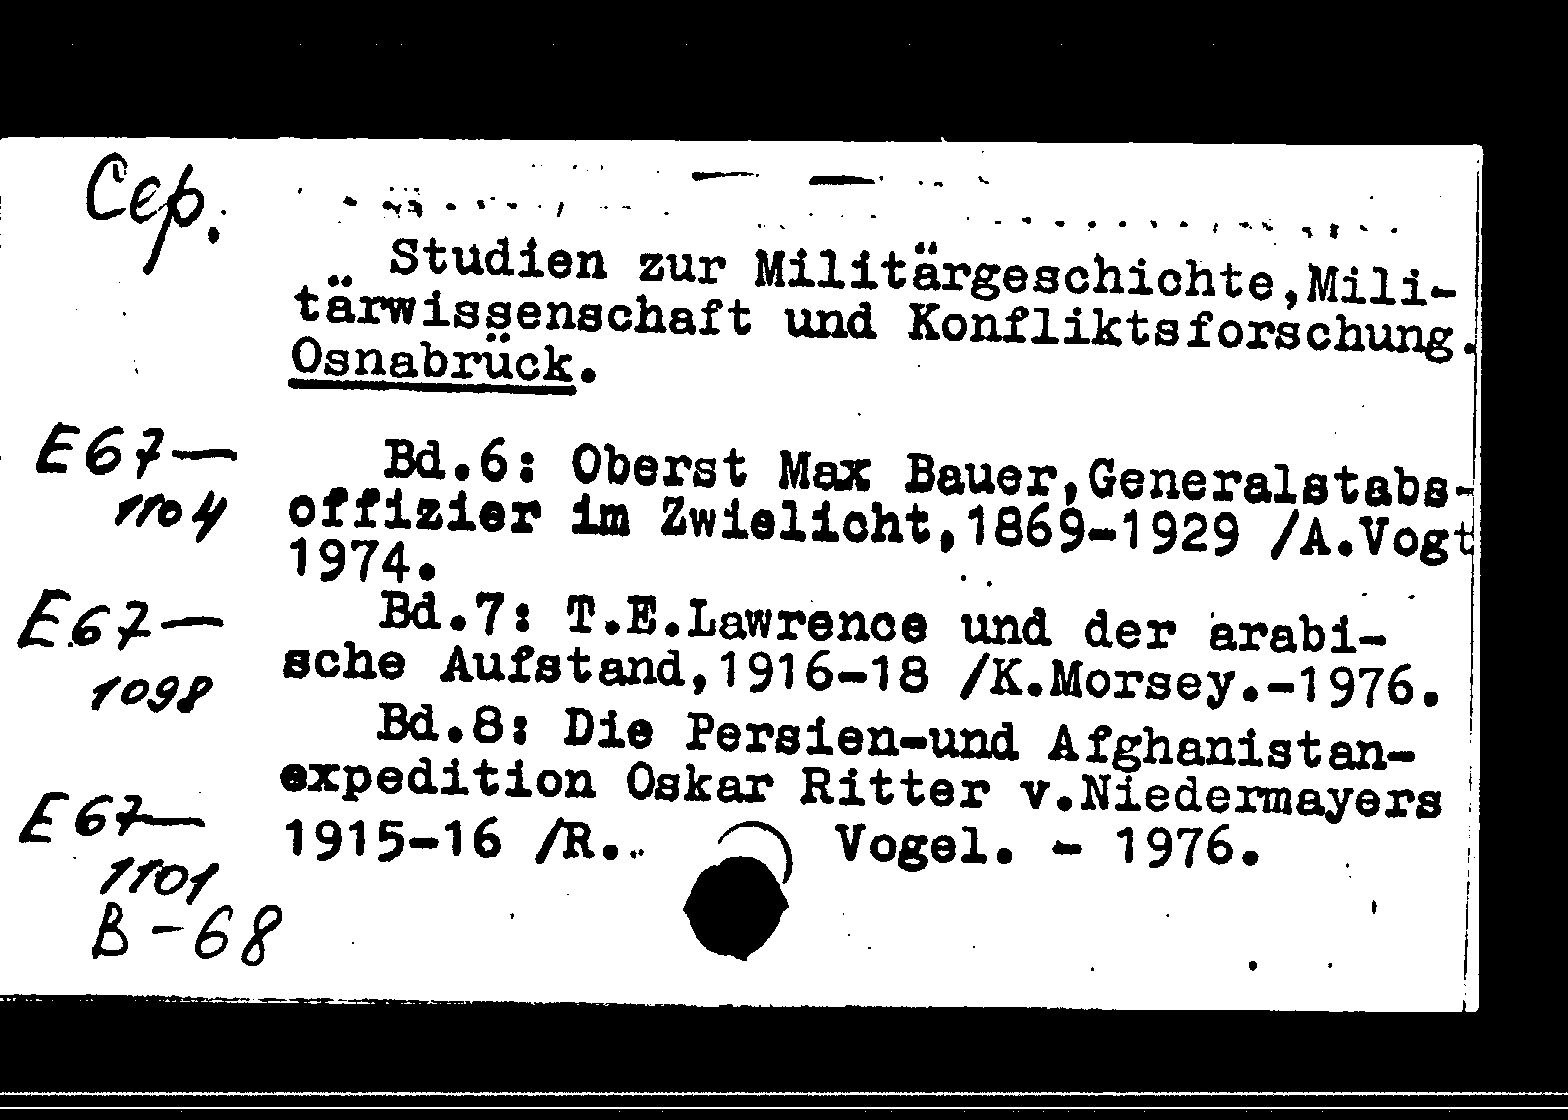 Сер.
Studien zur Militärgeschichte,Mili-
tärwissenschaft und Konfliktsforschung.
Osnabrück.
E67— Bd.6: Oberst Max Bauer,Generalstabs-
1104 offizier im Zwielicht,1869-1929 /A.Vogt
1974.
E67— Bd.7: T.E.Lawrence und der arabi-
1098 sche Aufstand,1916-18 /K.Morsey.-1976.
Bd.8: Die Persien-und Afghanistan-
expedition Oskar Ritter v.Niedermayers
E67— 1915-16 /R. Vogel. - 1976.
1101
B-68